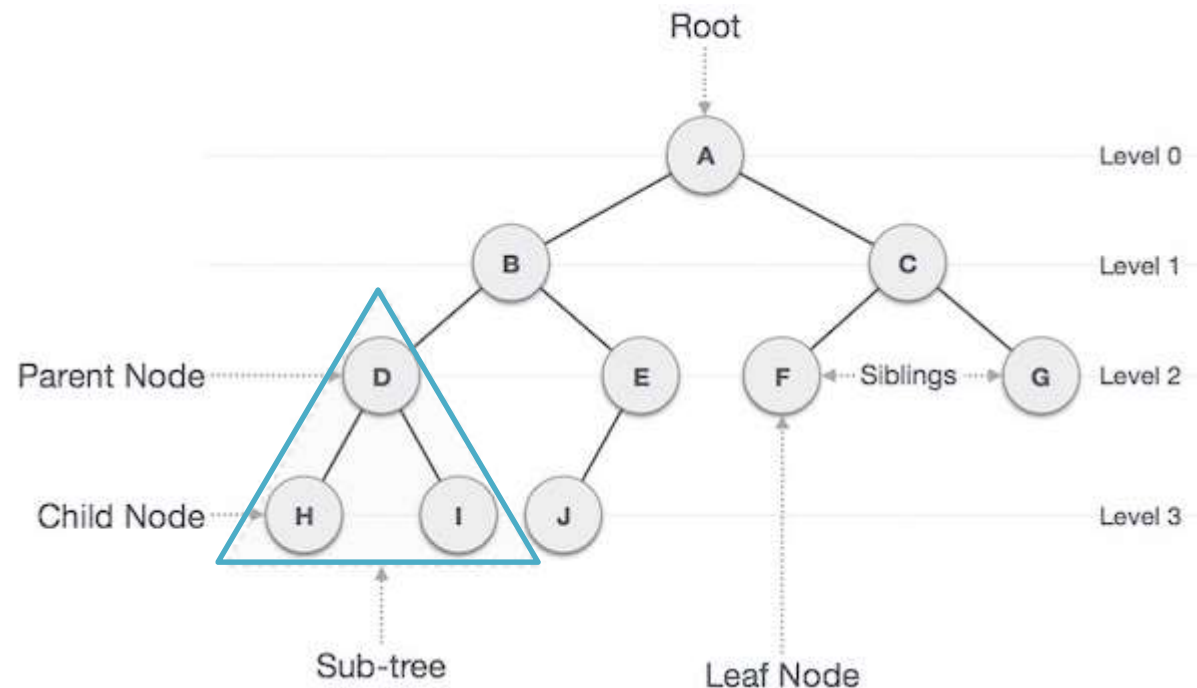 Root
A
Level 0
B
C
Level 1
Parent Node
D
E
F
Siblings
G
Level 2
Child Node
H
I
J
Level 3
Sub-tree
Leaf Node